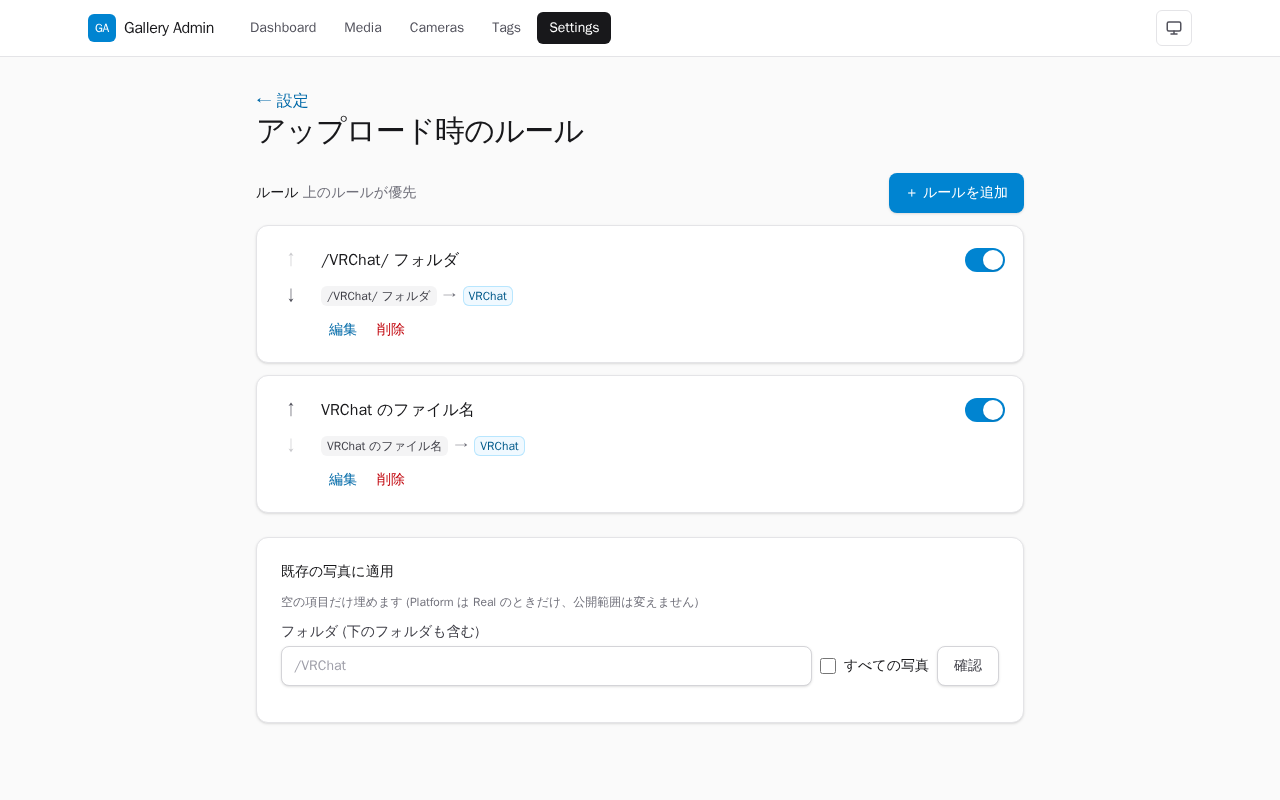 GA Gallery Admin Dashboard Media Cameras Tags Settings
← 設定
アップロード時のルール
ルール 上のルールが優先
+ ルールを追加
↑ /VRChat/ フォルダ
↓ /VRChat/ フォルダ → VRChat
編集 削除
↑ VRChat のファイル名
↓ VRChat のファイル名 → VRChat
編集 削除
既存の写真に適用
空の項目だけ埋めます (Platform は Real のときだけ、公開範囲は変えません)
フォルダ (下のフォルダも含む)
/VRChat すべての写真 確認